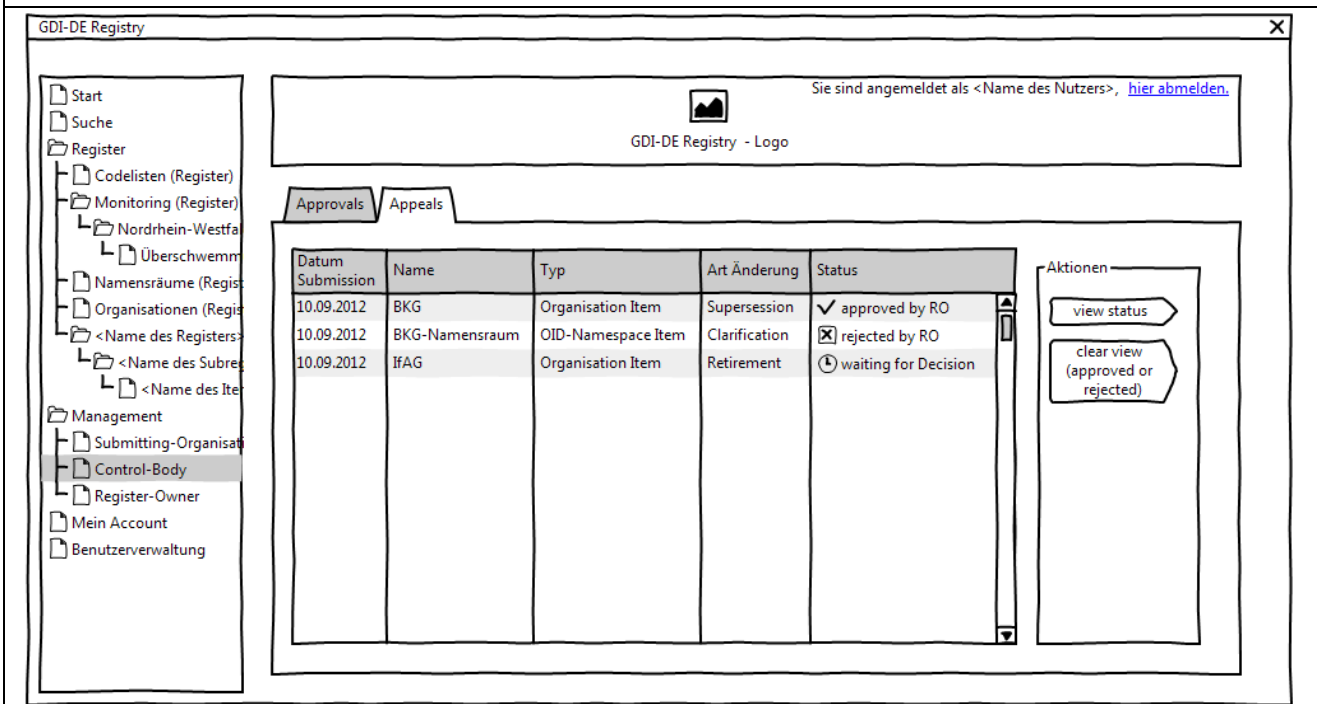 GDI-DE Registry
Start
Suche
Register
Codelisten (Register)
Monitoring (Register)
Nordrhein-Westfal
Überschwemm
Namensräume (Regist
Organisationen (Regis
<Name des Registers>
<Name des Subreg
<Name des Iter
Management
Submitting-Organisati
Control-Body
Register-Owner
Mein Account
Benutzerverwaltung
Sie sind angemeldet als <Name des Nutzers>, hier abmelden.
GDI-DE Registry - Logo
Approvals Appeals
Datum Submission Name Typ Art Änderung Status
10.09.2012 BKG Organisation Item Supersession approved by RO
10.09.2012 BKG-Namensraum OID-Namespace Item Clarification rejected by RO
10.09.2012 IfAG Organisation Item Retirement waiting for Decision
Aktionen
view status
clear view
(approved or
rejected)